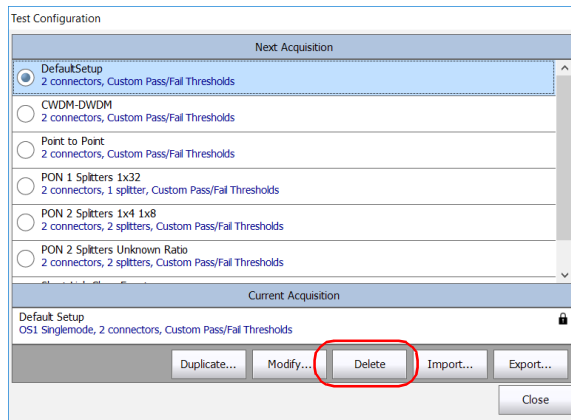 Test Configuration
Next Acquisition
DefaultSetup
2 connectors, Custom Pass/Fail Thresholds
CWDM-DWDM
2 connectors, Custom Pass/Fail Thresholds
Point to Point
2 connectors, Custom Pass/Fail Thresholds
PON 1 Splitters 1x32
2 connectors, 1 splitter, Custom Pass/Fail Thresholds
PON 2 Splitters 1x4 1x8
2 connectors, 2 splitters, Custom Pass/Fail Thresholds
PON 2 Splitters Unknown Ratio
2 connectors, 2 splitters, Custom Pass/Fail Thresholds
Current Acquisition
Default Setup
OS1 Singlemode, 2 connectors, Custom Pass/Fail Thresholds
Duplicate... Modify... Delete Import... Export...
Close